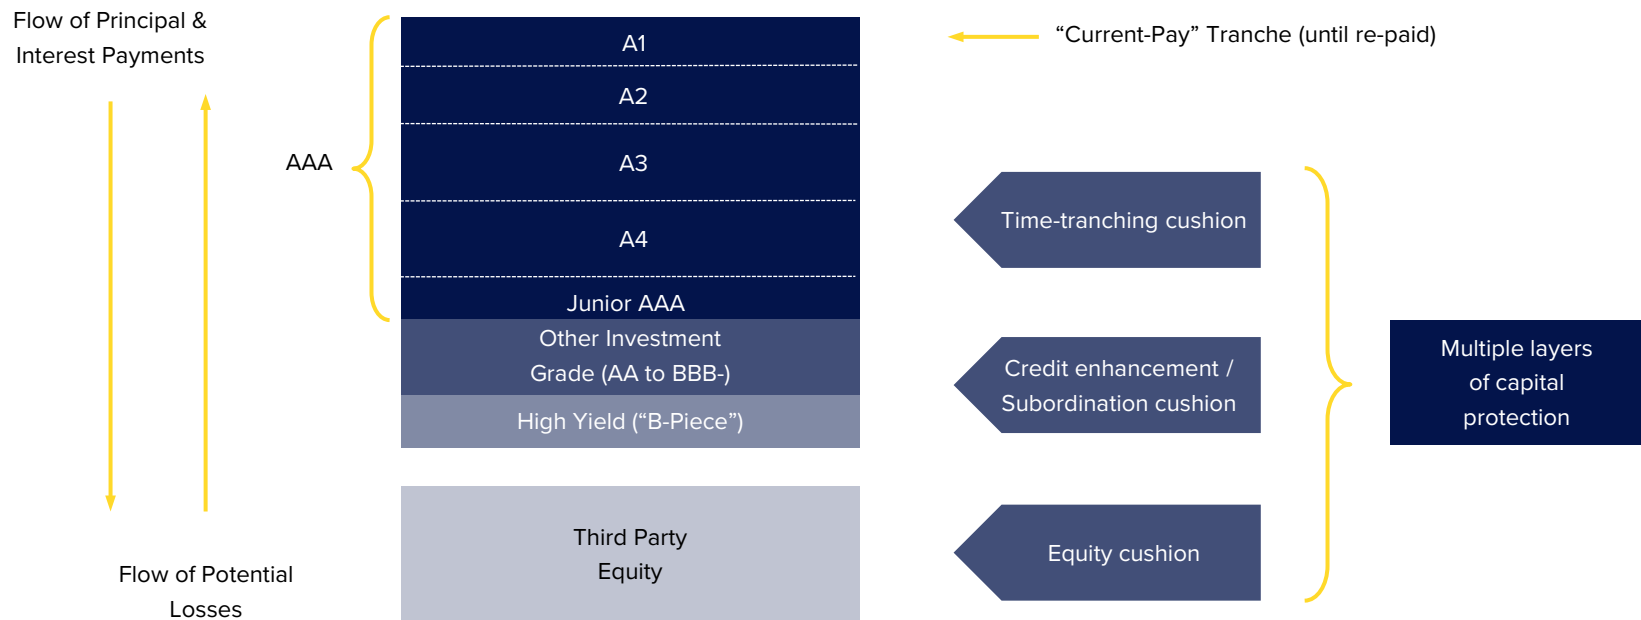 Flow of Principal &
Interest Payments
AAA
A1
A2
A3
A4
Junior AAA
Other Investment
Grade (AA to BBB-)
High Yield (“B-Piece”)
Third Party
Equity
Flow of Potential
Losses
“Current-Pay” Tranche (until re-paid)
Time-tranching cushion
Credit enhancement /
Subordination cushion
Equity cushion
Multiple layers
of capital
protection